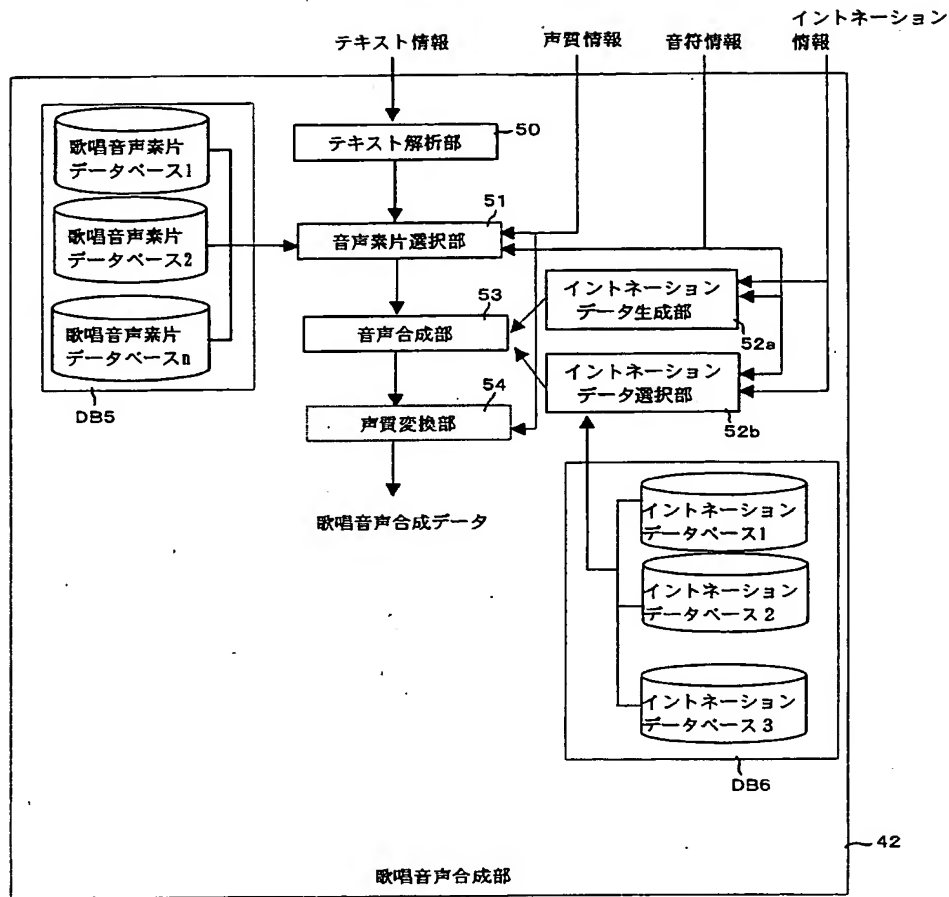 イントネーション
情報
テキスト情報
声質情報
音符情報
歌唱音声素片
データベース1
歌唱音声素片
データベース2
歌唱音声素片
データベースn
DB5
テキスト解析部
50
音声素片選択部
51
音声合成部
53
声質変換部
54
歌唱音声合成データ
イントネーション
データ生成部
52a
イントネーション
データ選択部
52b
イントネーション
データベース1
イントネーション
データベース2
イントネーション
データベース3
DB6
42
歌唱音声合成部